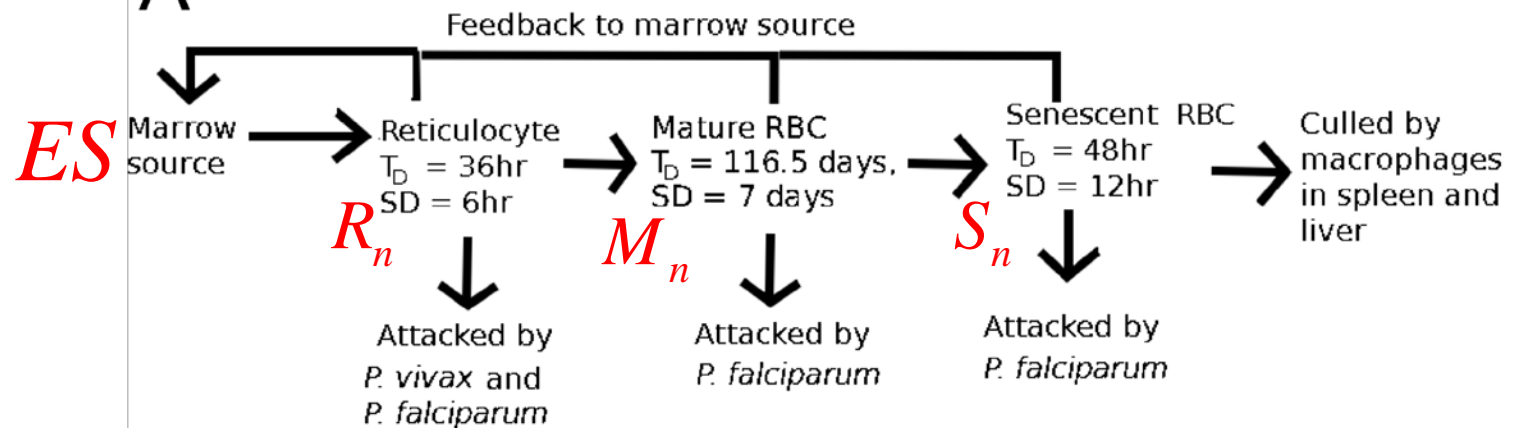 Feedback to marrow source
ES
Marrow
source
Reticulocyte
T_D = 36hr
SD = 6hr
R_n
Mature RBC
T_D = 116.5 days,
SD = 7 days
M_n
Senescent RBC
T_D = 48hr
SD = 12hr
S_n
Culled by
macrophages
in spleen and
liver
Attacked by
P. vivax and
P. falciparum
Attacked by
P. falciparum
Attacked by
P. falciparum